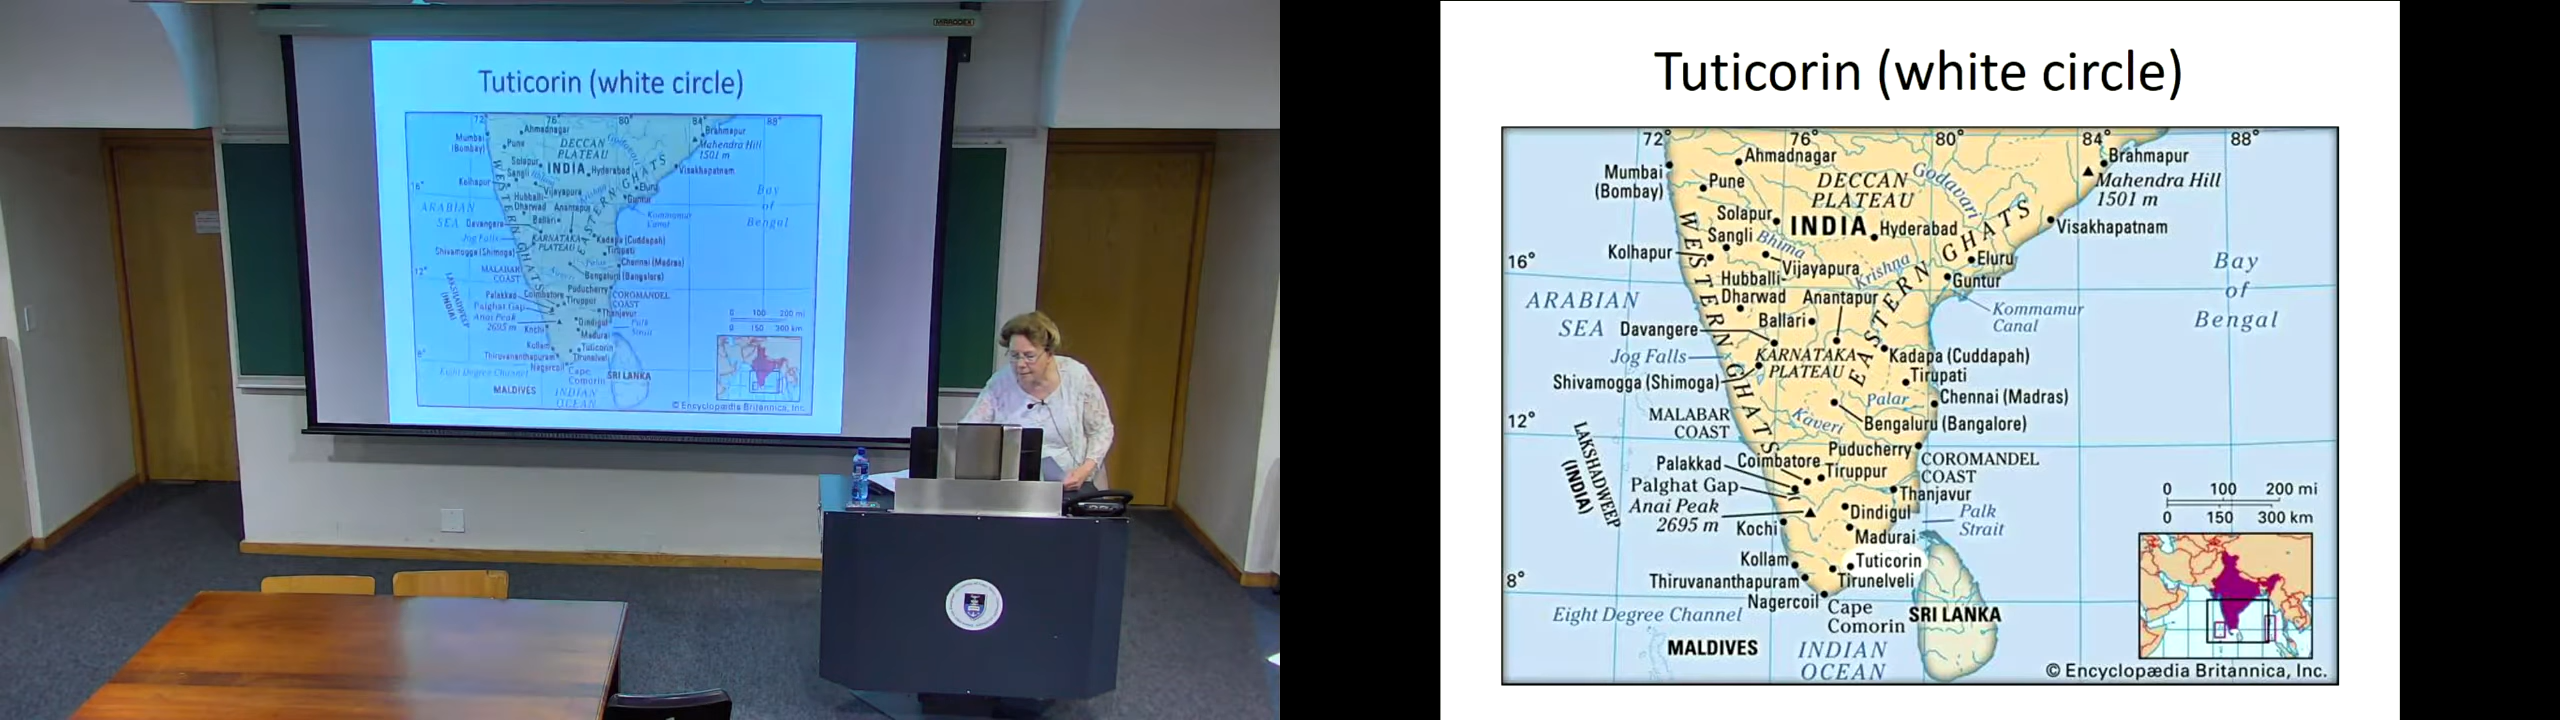 Tuticorin (white circle)
Tuticorin (white circle)
72° 76° 80° 84° 88°
Mumbai
(Bombay)
Ahmadnagar
Pune
DECCAN
PLATEAU
Godavari
Brahmapur
Mahendra Hill
1501 m
Solapur
INDIA
Hyderabad
Visakhapatnam
Sangli
Bhima
EASTERN GHATS
WESTERN GHATS
Kolhapur
Vijayapura
Krishna
Eluru
16°
Bay
of
Bengal
Hubballi-
Dharwad
Anantapur
Guntur
ARABIAN
SEA
Kommamur
Canal
Ballari
Davangere
Jog Falls
KARNATAKA
PLATEAU
Kadapa (Cuddapah)
Shivamogga (Shimoga)
Tirupati
Palar
Chennai (Madras)
12°
MALABAR
COAST
Kaveri
Bengaluru (Bangalore)
LAKSHADWEEP
(INDIA)
Puducherry
Palakkad
Coimbatore
Tiruppur
COROMANDEL
COAST
Palghat Gap
Thanjavur
Anai Peak
2695 m
Dindigul
Palk
Strait
Kochi
Madurai
Kollam
Tuticorin
8°
Thiruvananthapuram
Tirunelveli
Nagercoil
Cape
Comorin
Eight Degree Channel
SRI LANKA
MALDIVES
INDIAN
OCEAN
0 100 200 mi
0 150 300 km
© Encyclopædia Britannica, Inc.